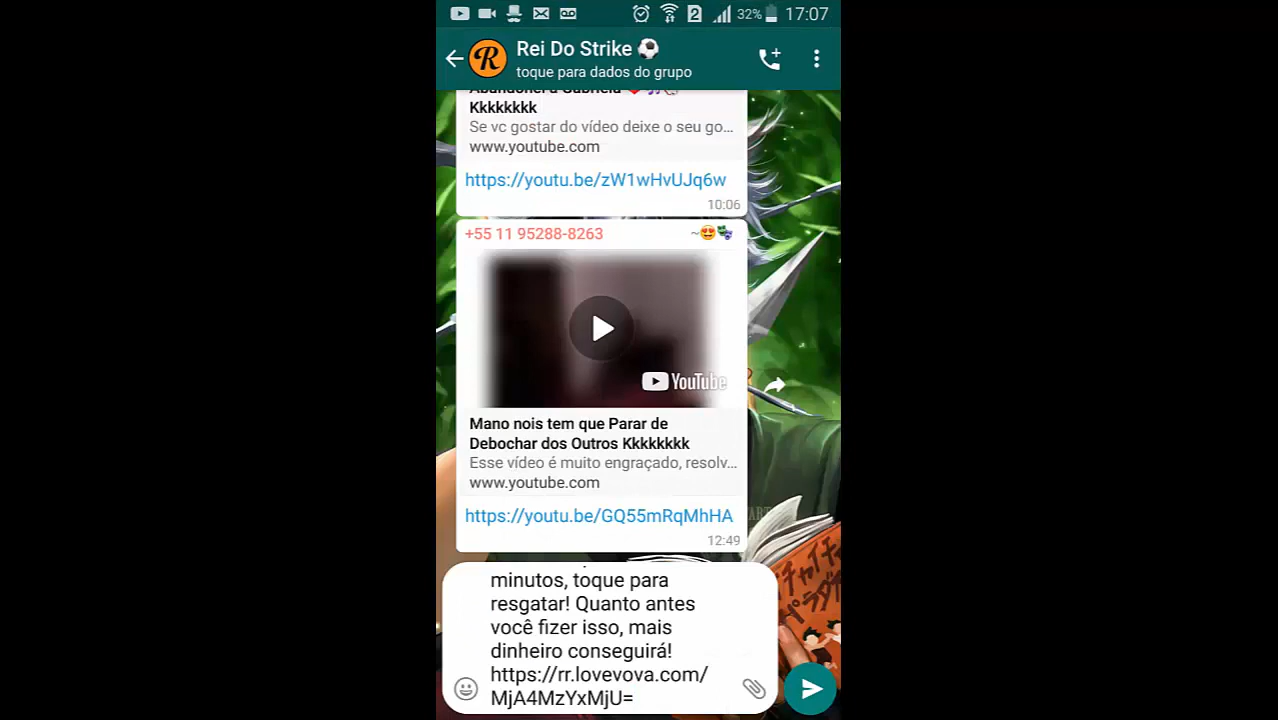 32% 17:07
Rei Do Strike
toque para dados do grupo
Abandonei a Gabriela
Kkkkkkkk
Se vc gostar do vídeo deixe o seu go...
www.youtube.com
https://youtu.be/zW1wHvUJq6w
10:06
+55 11 95288-8263 ~
YouTube
Mano nois tem que Parar de
Debochar dos Outros Kkkkkkkk
Esse vídeo é muito engraçado, resolv...
www.youtube.com
https://youtu.be/GQ55mRqMhHA
12:49
minutos, toque para
resgatar! Quanto antes
você fizer isso, mais
dinheiro conseguirá!
https://rr.lovevova.com/
MjA4MzYxMjU=